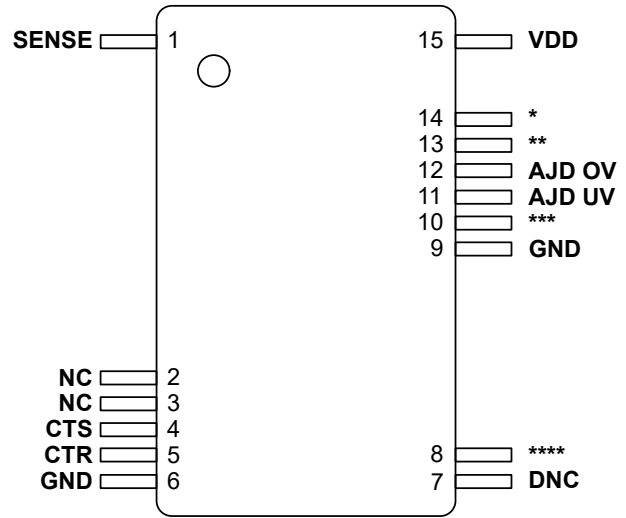 SENSE 1 15 VDD
14 *
13 **
12 AJD OV
11 AJD UV
10 ***
9 GND
NC 2
NC 3
CTS 4
CTR 5 8 ****
GND 6 7 DNC